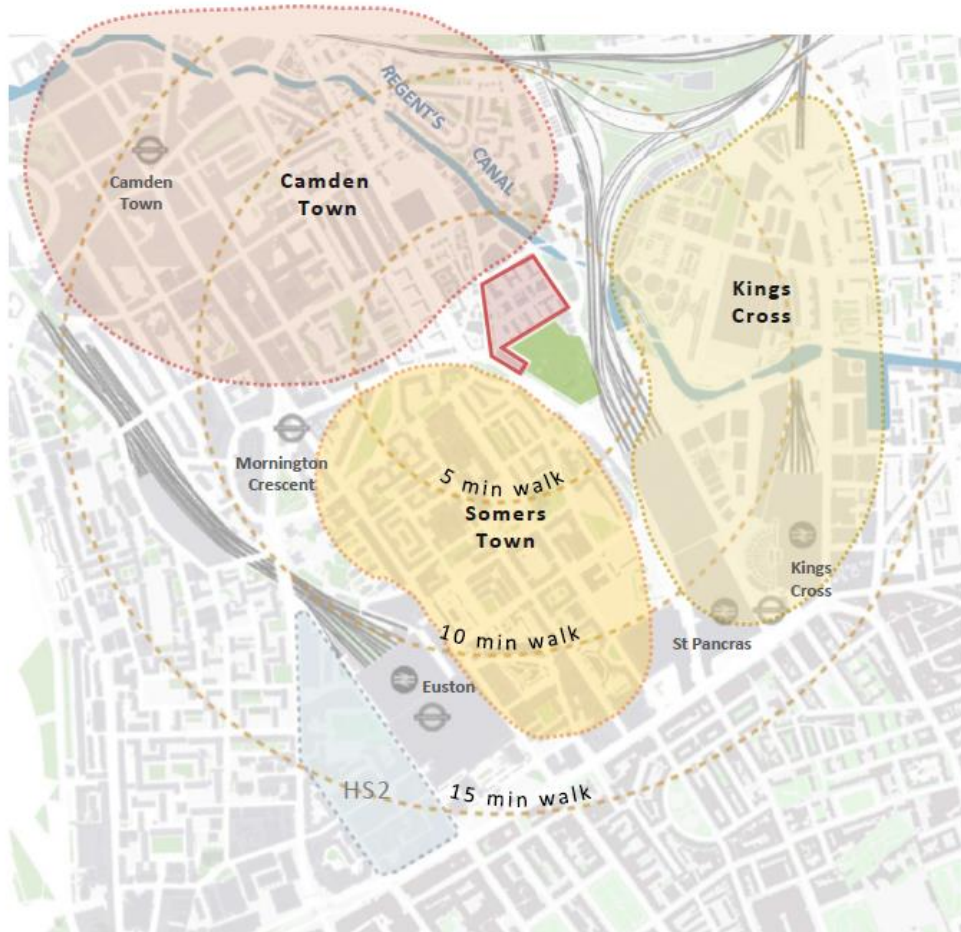 REGENT'S
CANAL
Camden
Town
Camden
Town
Kings
Cross
Mornington
Crescent
5 min walk
Somers
Town
Kings
Cross
10 min walk
St Pancras
Euston
HS2
15 min walk